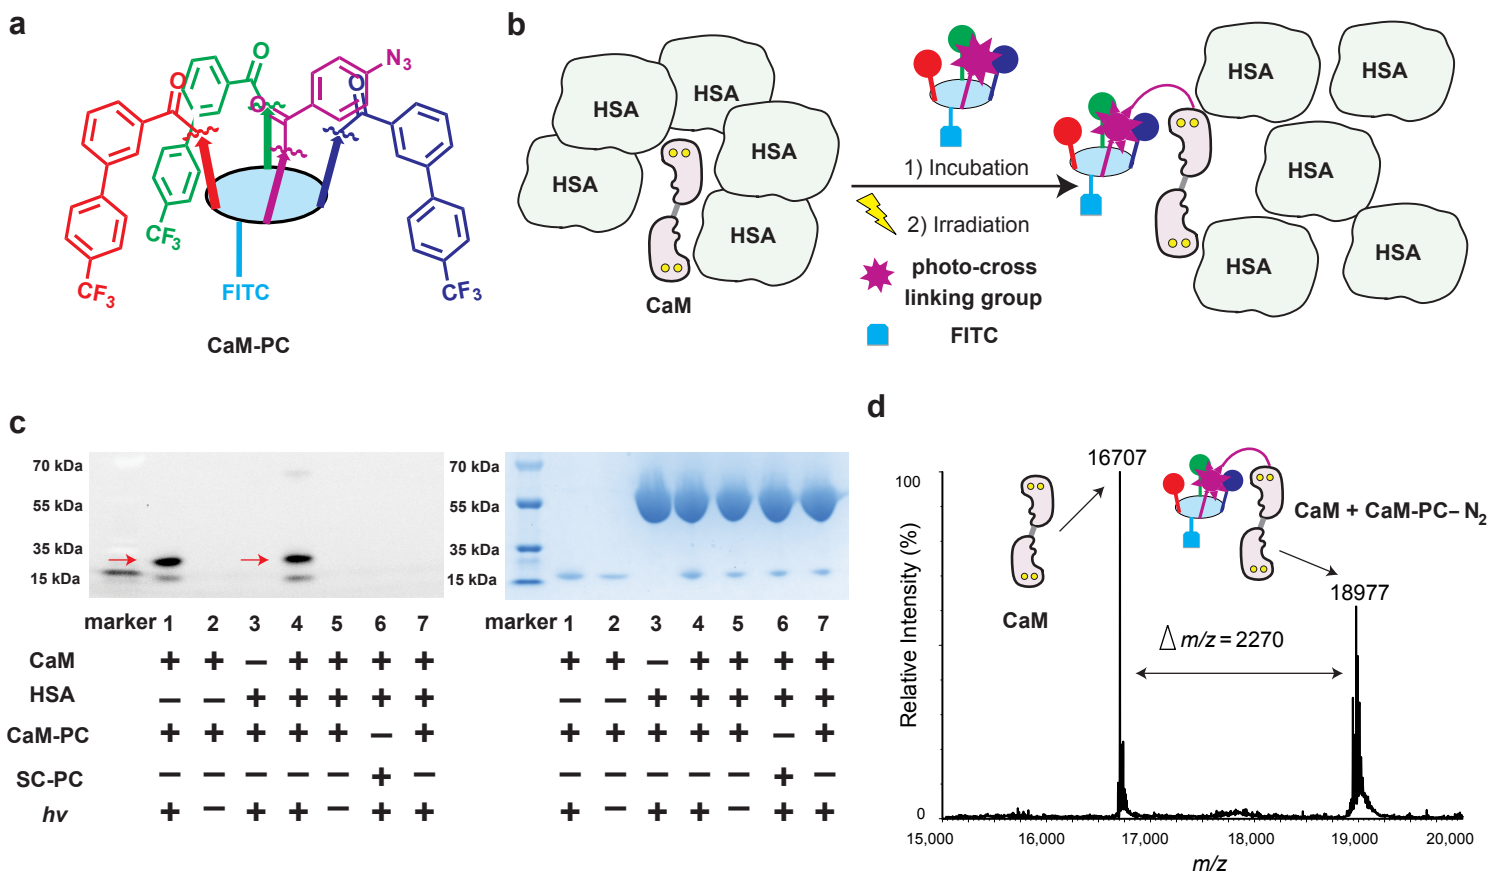 a
O
O
N3
O
O
CF3
CF3
FITC
CF3
CaM-PC
b
HSA
HSA
HSA
HSA
HSA
CaM
1) Incubation
2) Irradiation
photo-cross
linking group
FITC
HSA
HSA
HSA
HSA
HSA
c
70 kDa
55 kDa
35 kDa
15 kDa
70 kDa
55 kDa
35 kDa
15 kDa
marker 1 2 3 4 5 6 7
marker 1 2 3 4 5 6 7
CaM + + – + + + + + + – + + + +
HSA – – + + + + + – – + + + + +
CaM-PC + + + + + – + + + + + + – +
SC-PC – – – – – + – – – – – – + –
hv + – + + – + + + – + + – + +
d
100
16707
CaM + CaM-PC– N2
18977
CaM
△ m/z = 2270
Relative Intensity (%)
0
15,000 16,000 17,000 18,000 19,000 20,000
m/z